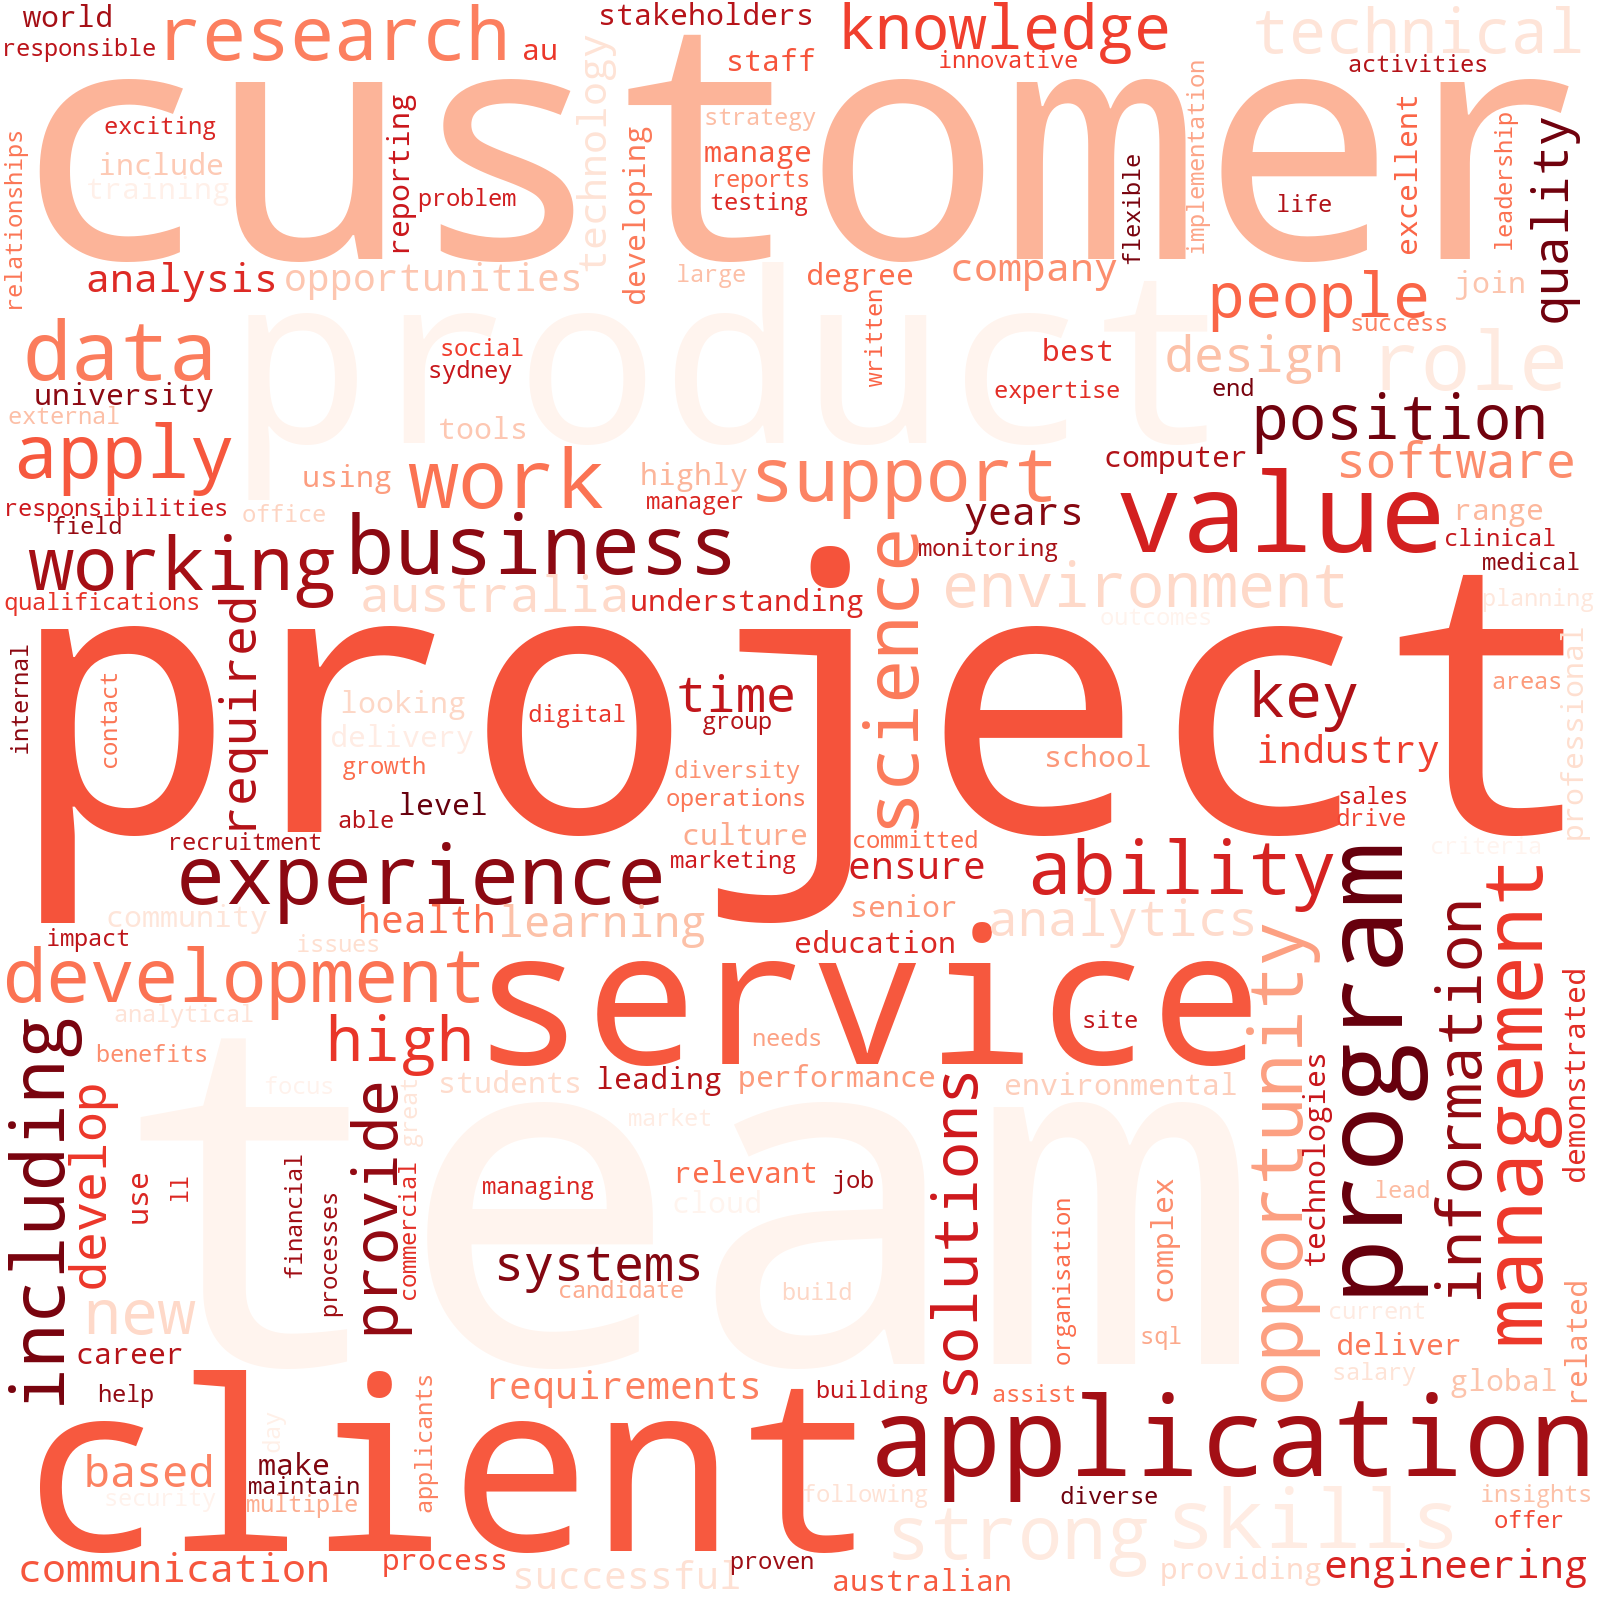 world
research
au
stakeholders
knowledge
technical
responsible
staff
innovative
activities
customer
exciting
include
training
reporting
problem
technology
developing
strategy
manage
reports
testing
flexible
implementation
life
excellent
leadership
quality
relationships
analysis
opportunities
large
degree
company
people
join
success
product
data
university
external
social
sydney
written
best
expertise
design
role
end
position
apply
tools
using
work
highly
manager
support
computer
software
responsibilities
field
office
business
years
value
range
clinical
monitoring
medical
working
qualifications
australia
understanding
science
environment
outcomes
planning
project
internal
contact
required
looking
delivery
growth
digital
time
group
diversity
operations
school
key
industry
areas
professional
able
level
culture
sales
drive
recruitment
marketing
committed
ensure
criteria
experience
ability
community
health
learning
senior
analytics
impact
issues
education
development
service
program
information
management
demonstrated
opportunity
analytical
benefits
high
needs
site
including
develop
focus
great
students
leading
performance
environmental
market
team
solutions
technologies
provide
use
ll
financial
processes
commercial
managing
relevant
cloud
job
organisation
complex
lead
systems
candidate
build
sql
new
career
current
deliver
salary
related
help
client
applicants
requirements
building
assist
global
application
day
based
make
maintain
multiple
security
following
diverse
insights
offer
strong
skills
communication
process
successful
proven
australian
providing
engineering